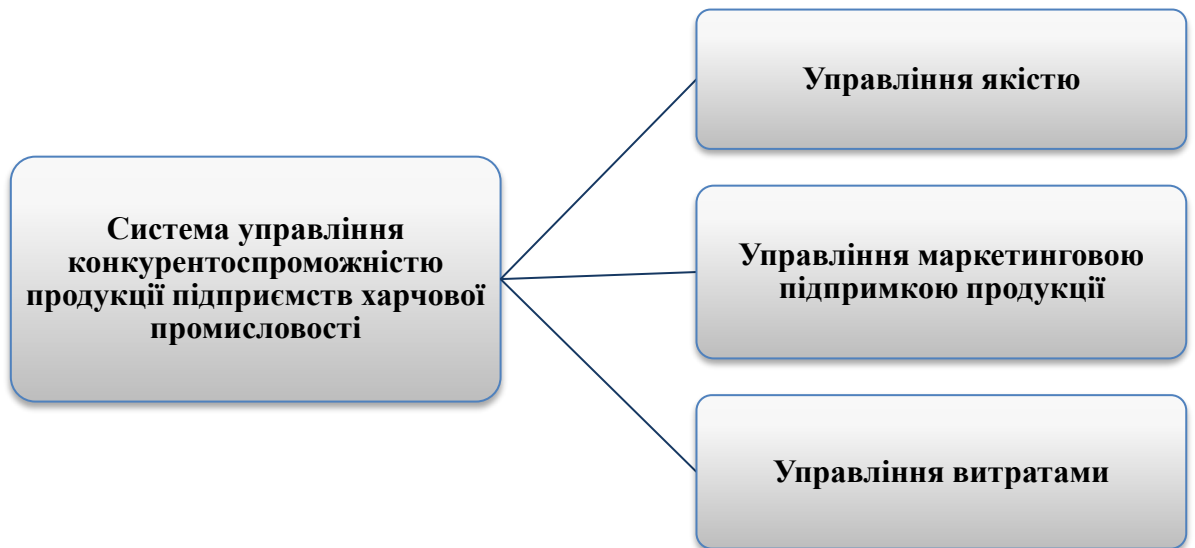 Система управління
конкурентоспроможністю
продукції підприємств харчової
промисловості
Управління якістю
Управління маркетинговою
підпримкою продукції
Управління витратами